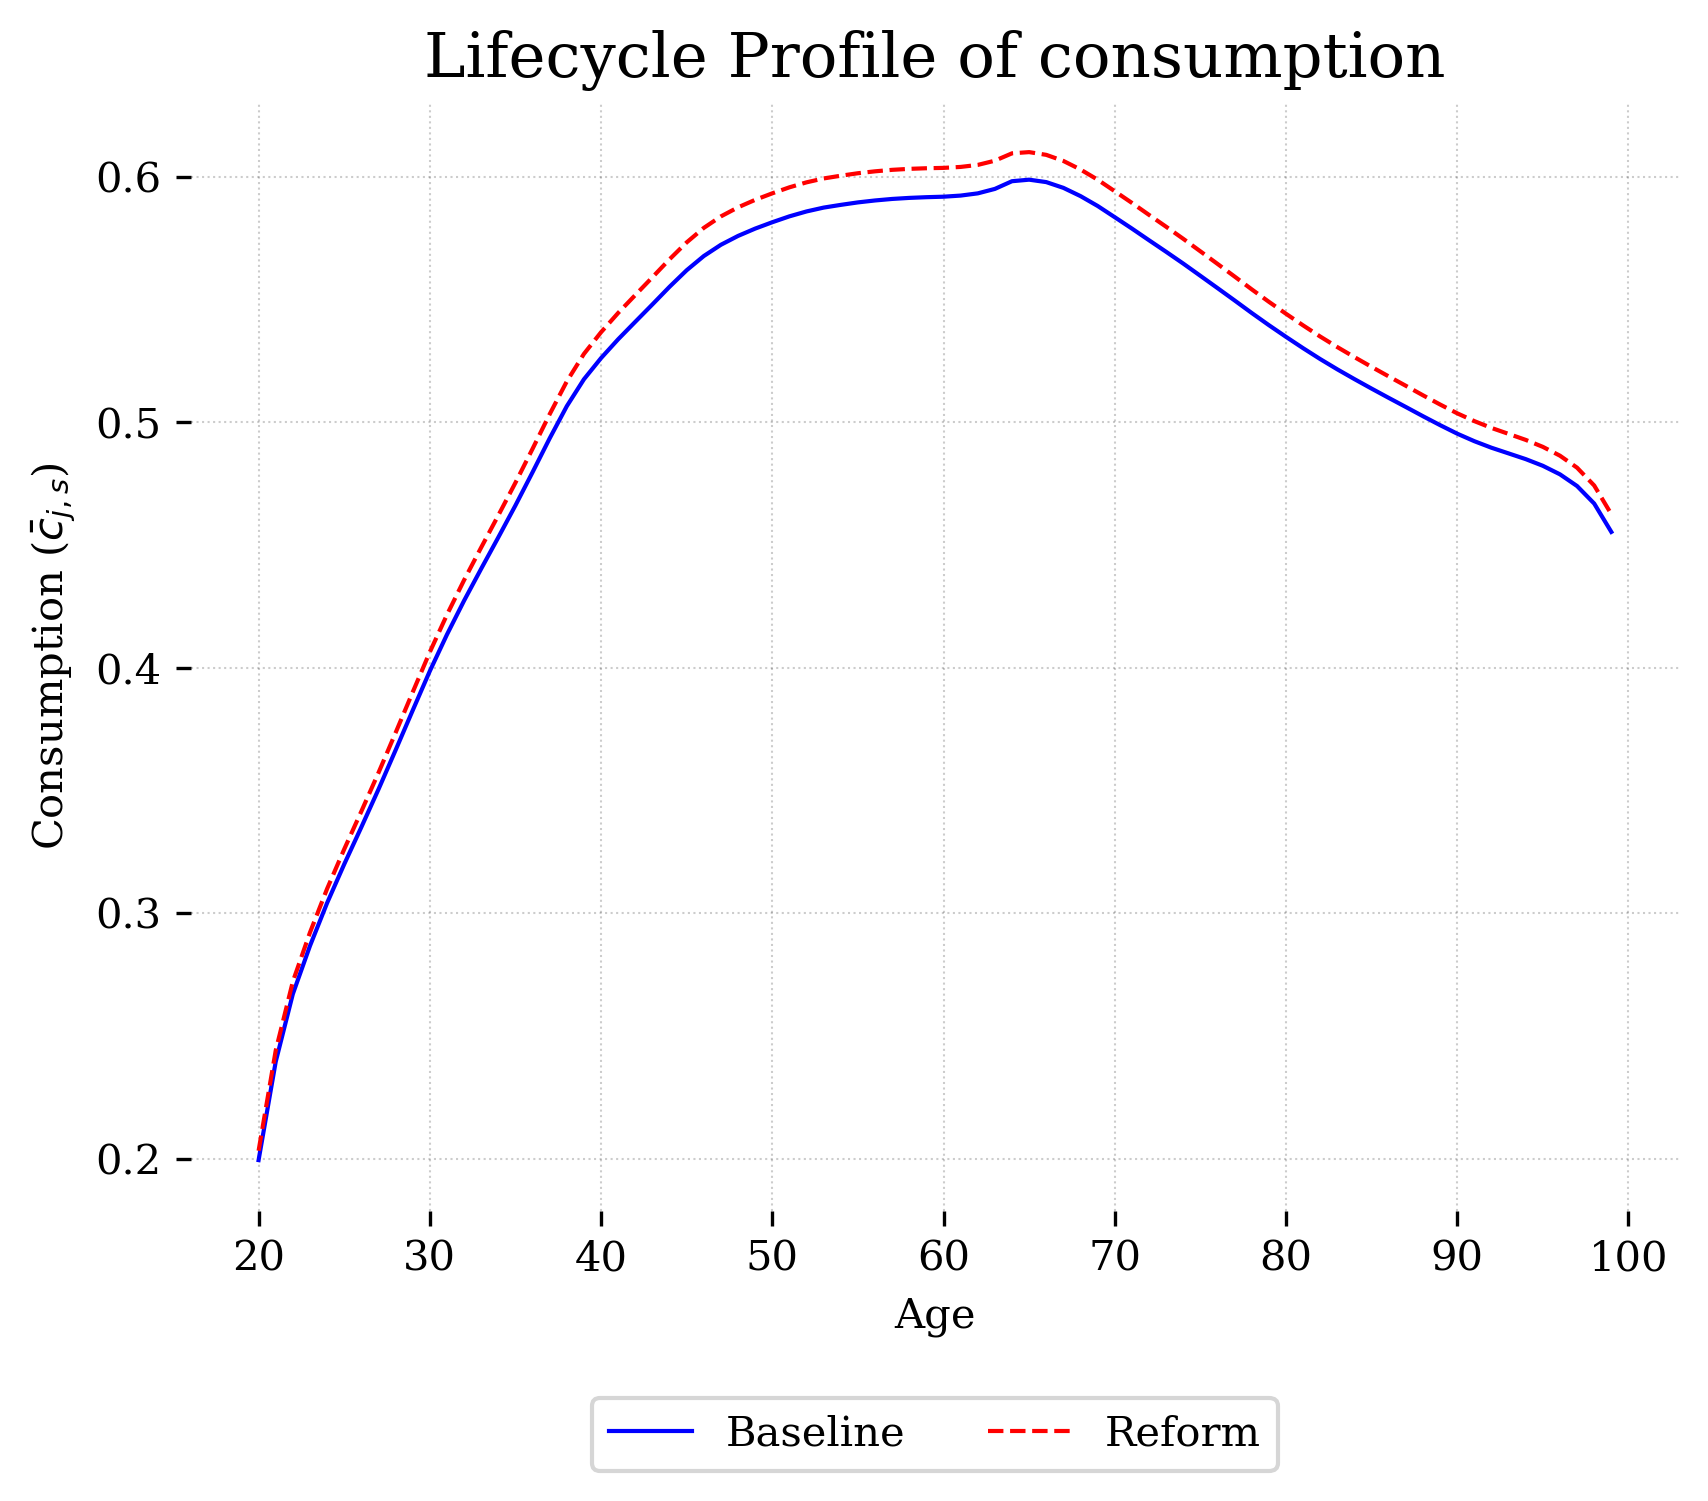 Lifecycle Profile of consumption
0.6
0.5
0.4
0.3
0.2
Consumption (c̄j,s)
20 30 40 50 60 70 80 90 100
Age
Baseline Reform